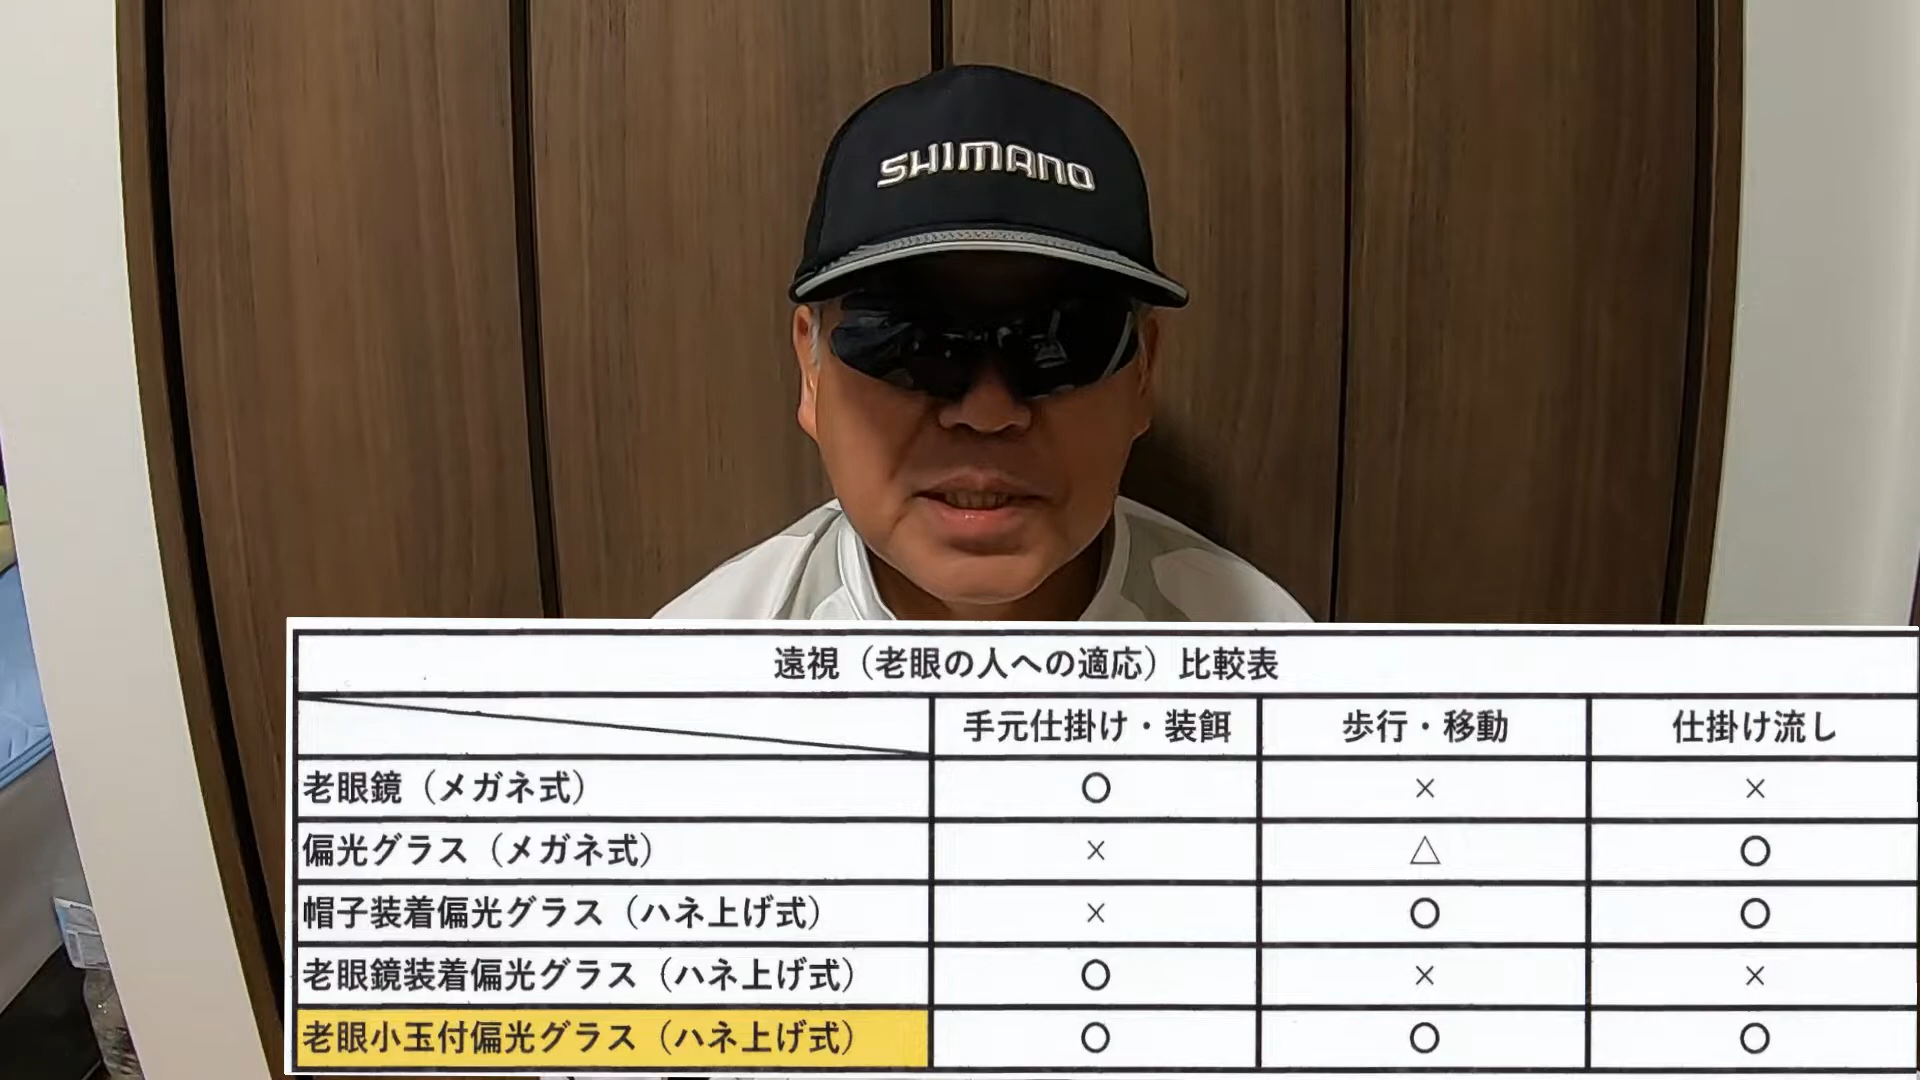 SHIMANO
遠視（老眼の人への適応）比較表
手元仕掛け・装餌 歩行・移動 仕掛け流し
老眼鏡（メガネ式） 〇 × ×
偏光グラス（メガネ式） × △ 〇
帽子装着偏光グラス（ハネ上げ式） × 〇 〇
老眼鏡装着偏光グラス（ハネ上げ式） 〇 × ×
老眼小玉付偏光グラス（ハネ上げ式） 〇 〇 〇